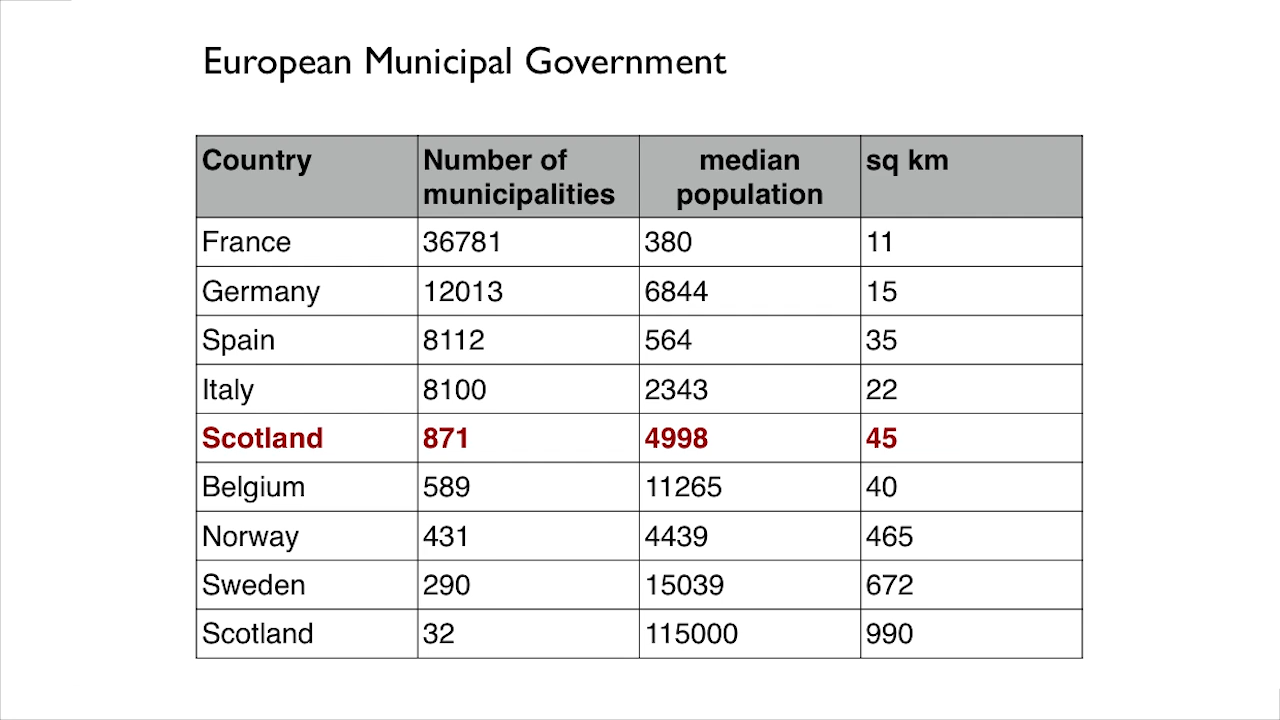 European Municipal Government
Country Number of municipalities median population sq km
France 36781 380 11
Germany 12013 6844 15
Spain 8112 564 35
Italy 8100 2343 22
Scotland 871 4998 45
Belgium 589 11265 40
Norway 431 4439 465
Sweden 290 15039 672
Scotland 32 115000 990